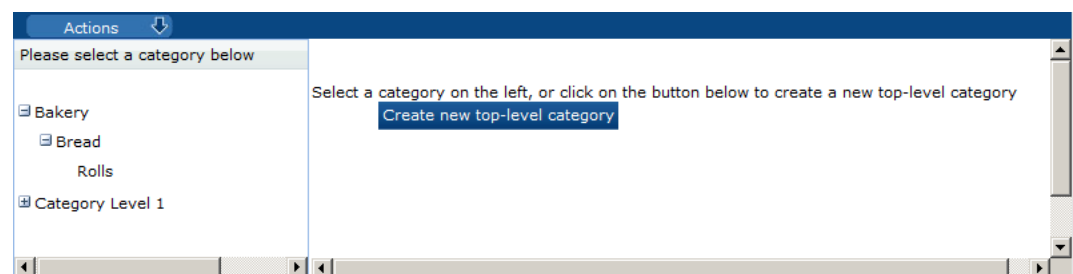 Actions
Please select a category below
Select a category on the left, or click on the button below to create a new top-level category
Create new top-level category
Bakery
Bread
Rolls
Category Level 1